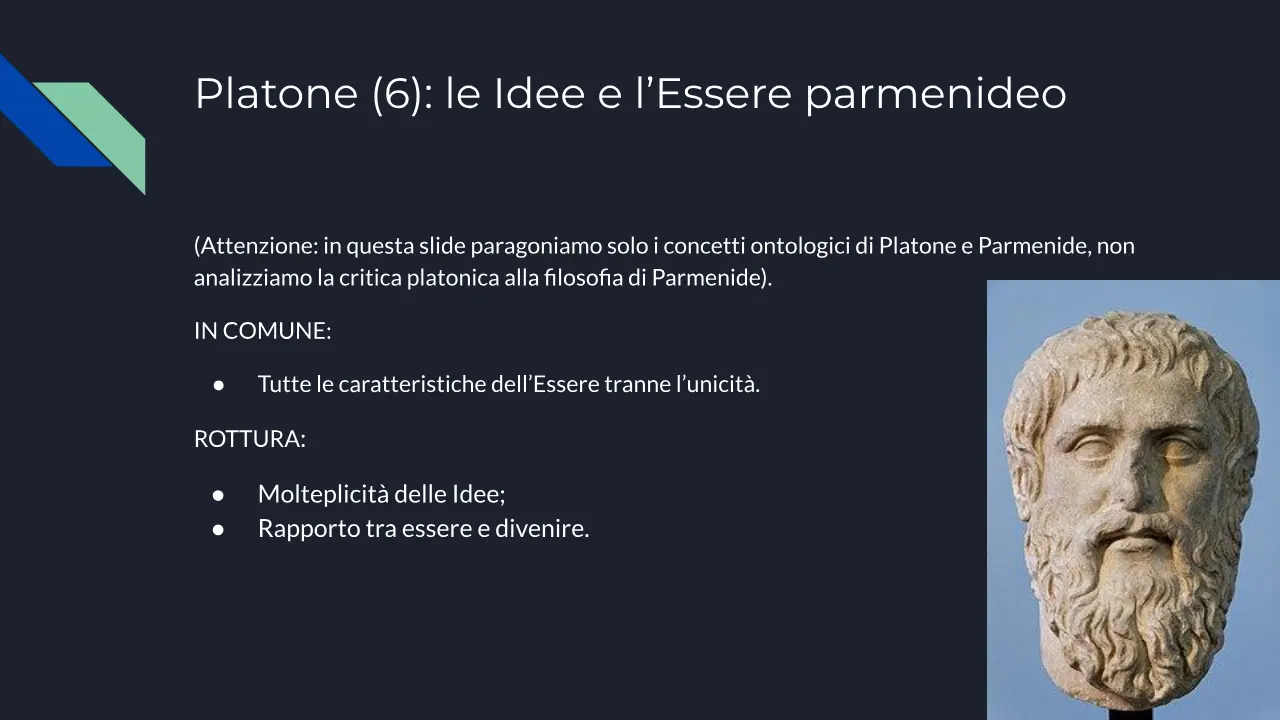 Platone (6): le Idee e l’Essere parmenideo
(Attenzione: in questa slide paragoniamo solo i concetti ontologici di Platone e Parmenide, non
analizziamo la critica platonica alla filosofia di Parmenide).
IN COMUNE:
● Tutte le caratteristiche dell’Essere tranne l’unicità.
ROTTURA:
● Molteplicità delle Idee;
● Rapporto tra essere e divenire.